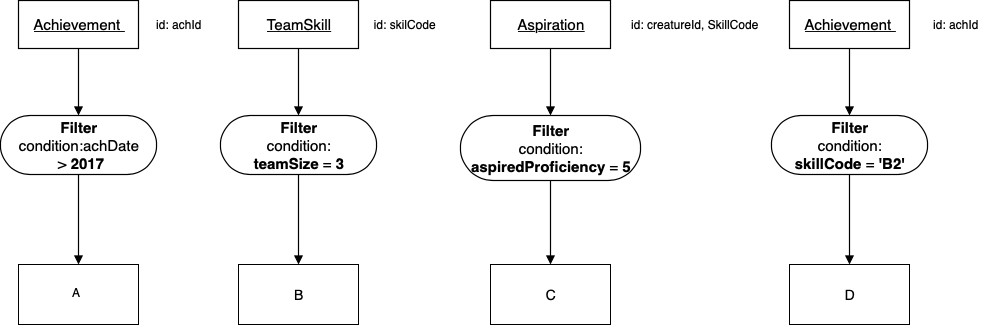 Achievement
id: achId
TeamSkill
id: skilCode
Aspiration
id: creatureId, SkillCode
Achievement
id: achId
Filter
condition:achDate
> 2017
Filter
condition:
teamSize = 3
Filter
condition:
aspiredProficiency = 5
Filter
condition:
skillCode = 'B2'
A
B
C
D